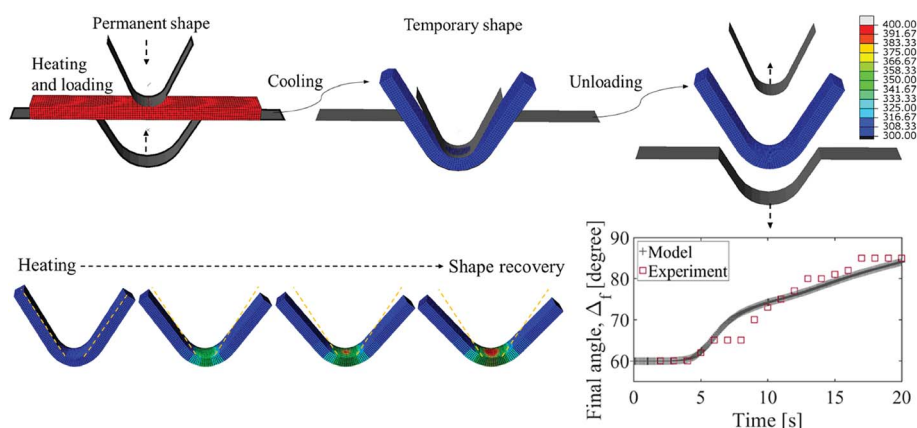 Permanent shape
Heating
and loading
Cooling
Temporary shape
Unloading
400.00
391.67
383.33
375.00
366.67
358.33
350.00
341.67
333.33
325.00
316.67
308.33
300.00
Heating
Shape recovery
Final angle, Δf [degree]
90
80
70
60
Model
Experiment
0
5
10
15
20
Time [s]